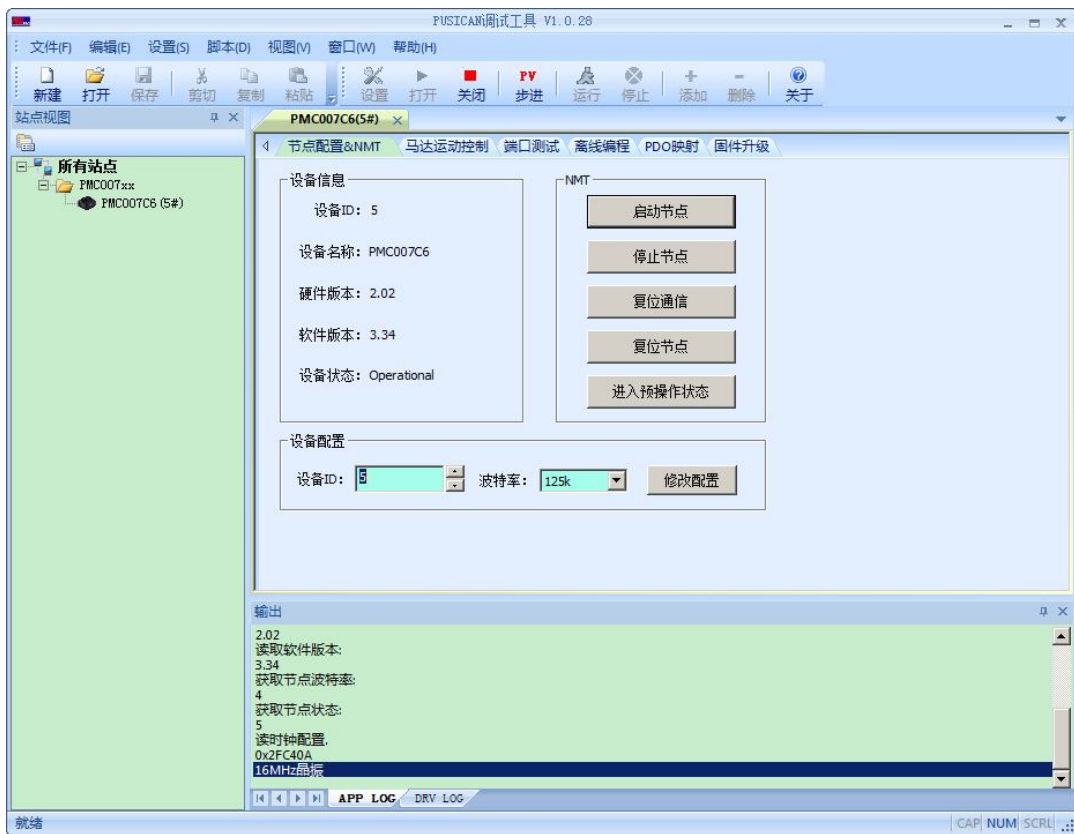 PUSICAN调试工具 V1.0.28
文件(F) 编辑(E) 设置(S) 脚本(D) 视图(V) 窗口(W) 帮助(H)
新建 打开 保存 剪切 复制 粘贴 设置 打开 关闭 PV 步进 运行 停止 添加 删除 关于
站点视图
所有站点
PMC007xx
PMC007C6 (5#)
PMC007C6(5#)
节点配置&NMT 马达运动控制 端口测试 离线编程 PDO映射 固件升级
设备信息
设备ID: 5
设备名称: PMC007C6
硬件版本: 2.02
软件版本: 3.34
设备状态: Operational
NMT
启动节点
停止节点
复位通信
复位节点
进入预操作状态
设备配置
设备ID: 5 波特率: 125k 修改配置
输出
2.02
读取软件版本:
3.34
获取节点波特率:
4
获取节点状态:
5
读时钟配置.
0x2FC40A
16MHz晶振
APP LOG DRV LOG
就绪
CAP NUM SCRL